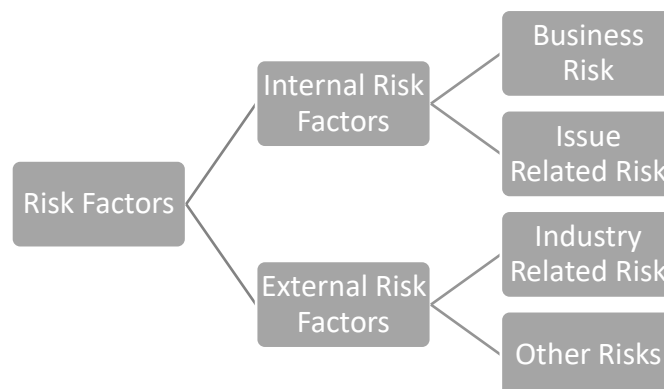 Risk Factors
Internal Risk
Factors
Business
Risk
Issue
Related Risk
External Risk
Factors
Industry
Related Risk
Other Risks